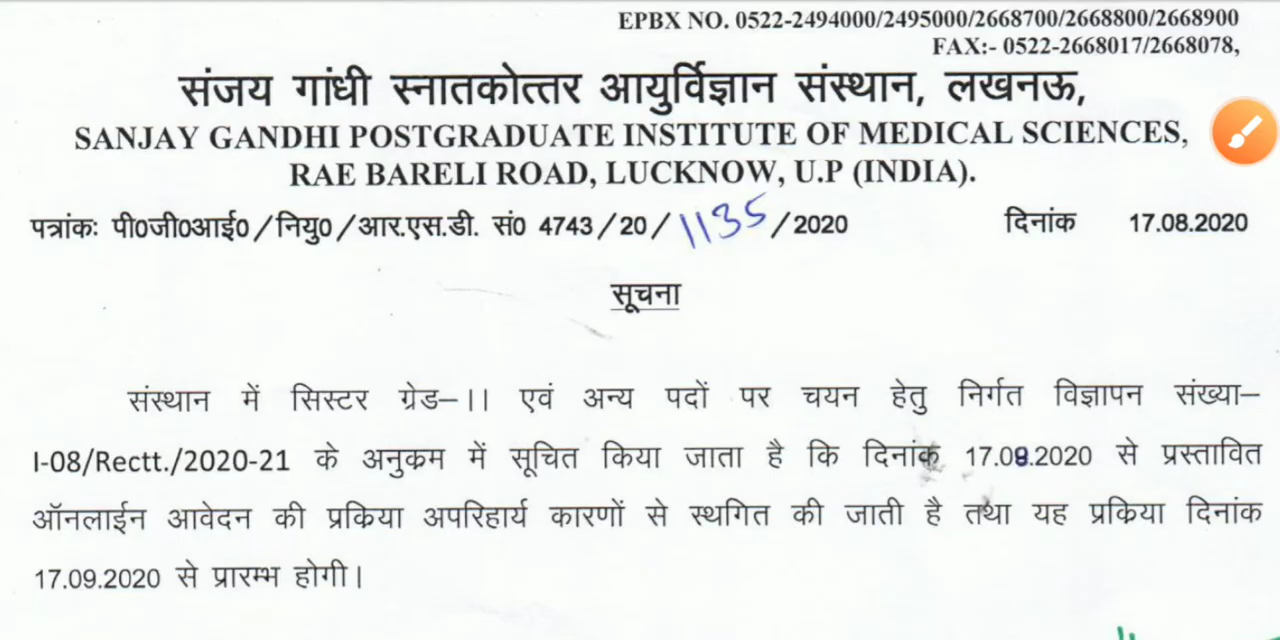 EPBX NO. 0522-2494000/2495000/2668700/2668800/2668900
FAX:- 0522-2668017/2668078,
संजय गांधी स्नातकोत्तर आयुर्विज्ञान संस्थान, लखनऊ,
SANJAY GANDHI POSTGRADUATE INSTITUTE OF MEDICAL SCIENCES,
RAE BARELI ROAD, LUCKNOW, U.P (INDIA).
पत्रांकः पी0जी0आई0/नियु0/आर.एस.डी. सं0 4743/20/1135/2020 दिनांक 17.08.2020
सूचना
संस्थान में सिस्टर ग्रेड–।। एवं अन्य पदों पर चयन हेतु निर्गत विज्ञापन संख्या–
I-08/Rectt./2020-21 के अनुक्रम में सूचित किया जाता है कि दिनांक 17.08.2020 से प्रस्तावित
ऑनलाईन आवेदन की प्रक्रिया अपरिहार्य कारणों से स्थगित की जाती है तथा यह प्रक्रिया दिनांक
17.09.2020 से प्रारम्भ होगी।